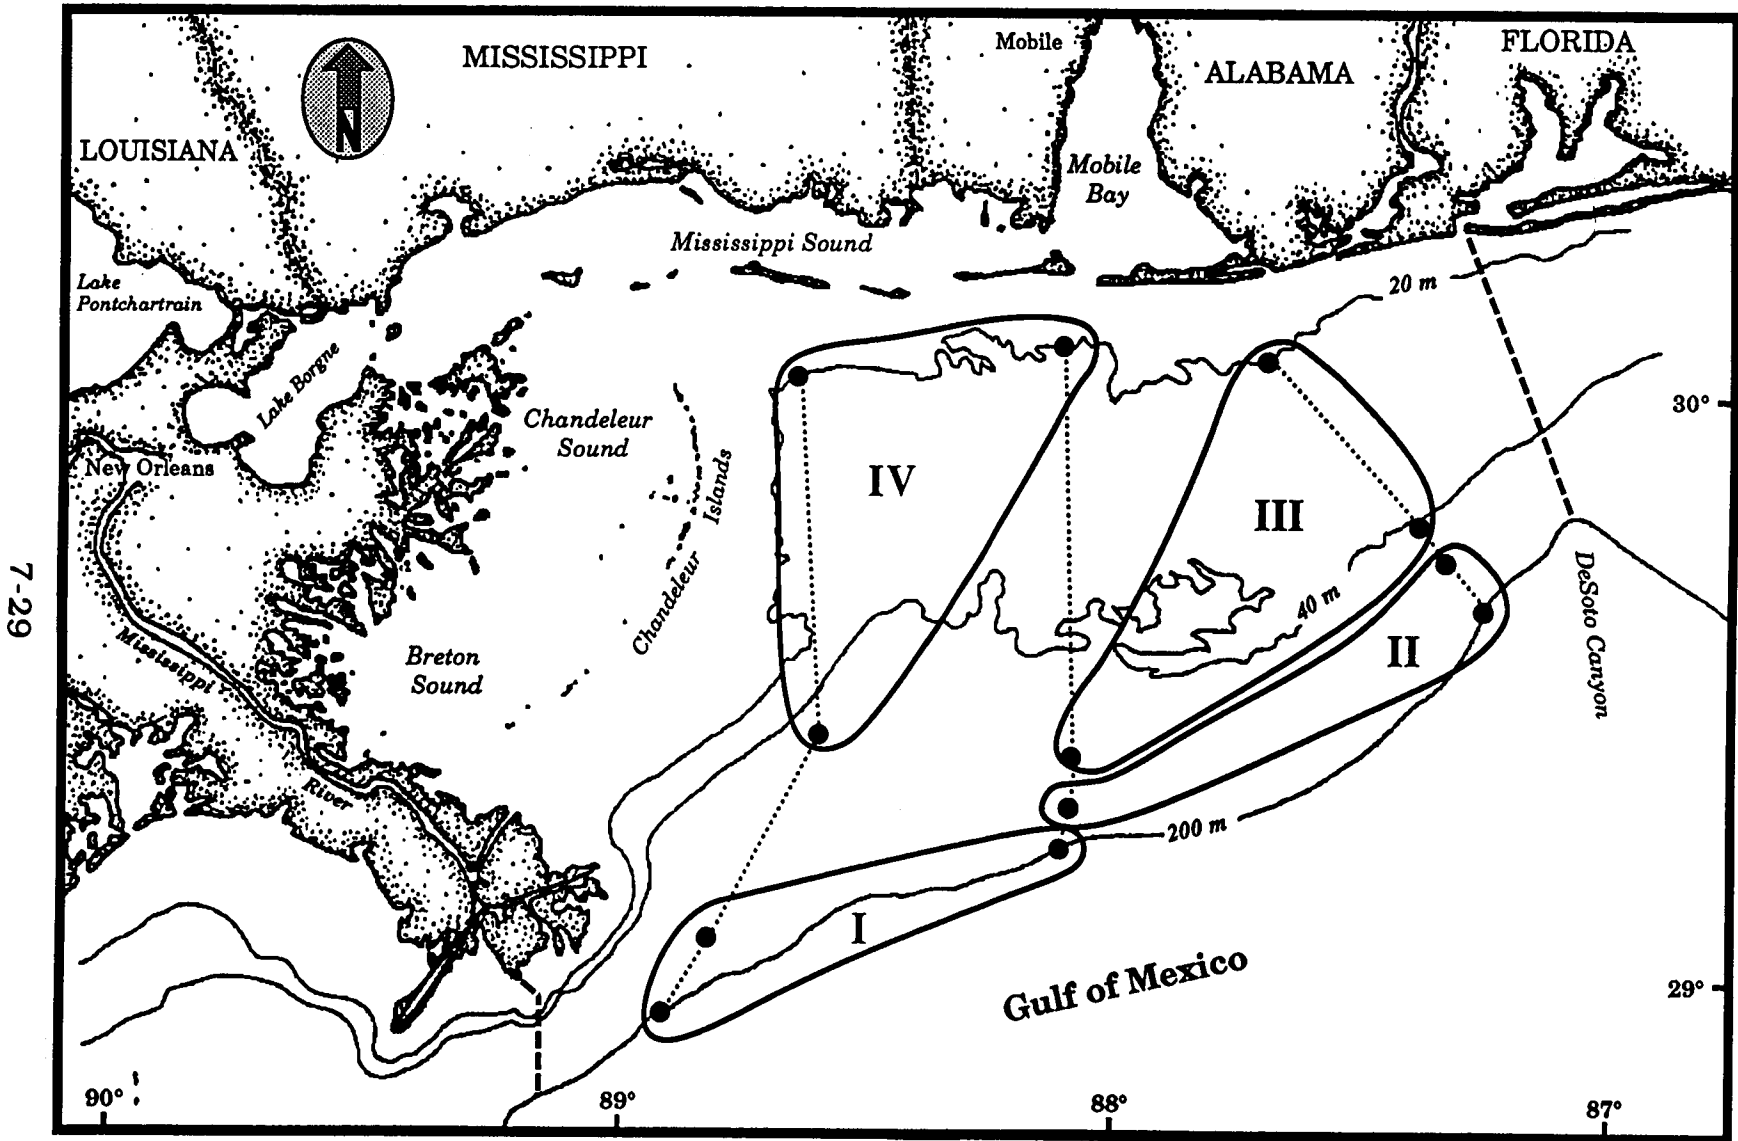 MISSISSIPPI
Mobile
ALABAMA
FLORIDA
N
LOUISIANA
Mobile
Bay
Mississippi Sound
Lake
Pontchartrain
20 m
Lake Borgne
Chandeleur
Sound
30°
New Orleans
Chandeleur Islands
IV
III
7-29
40 m
DeSoto Canyon
Mississippi River
Breton
Sound
II
200 m
I
Gulf of Mexico
29°
90°
89°
88°
87°